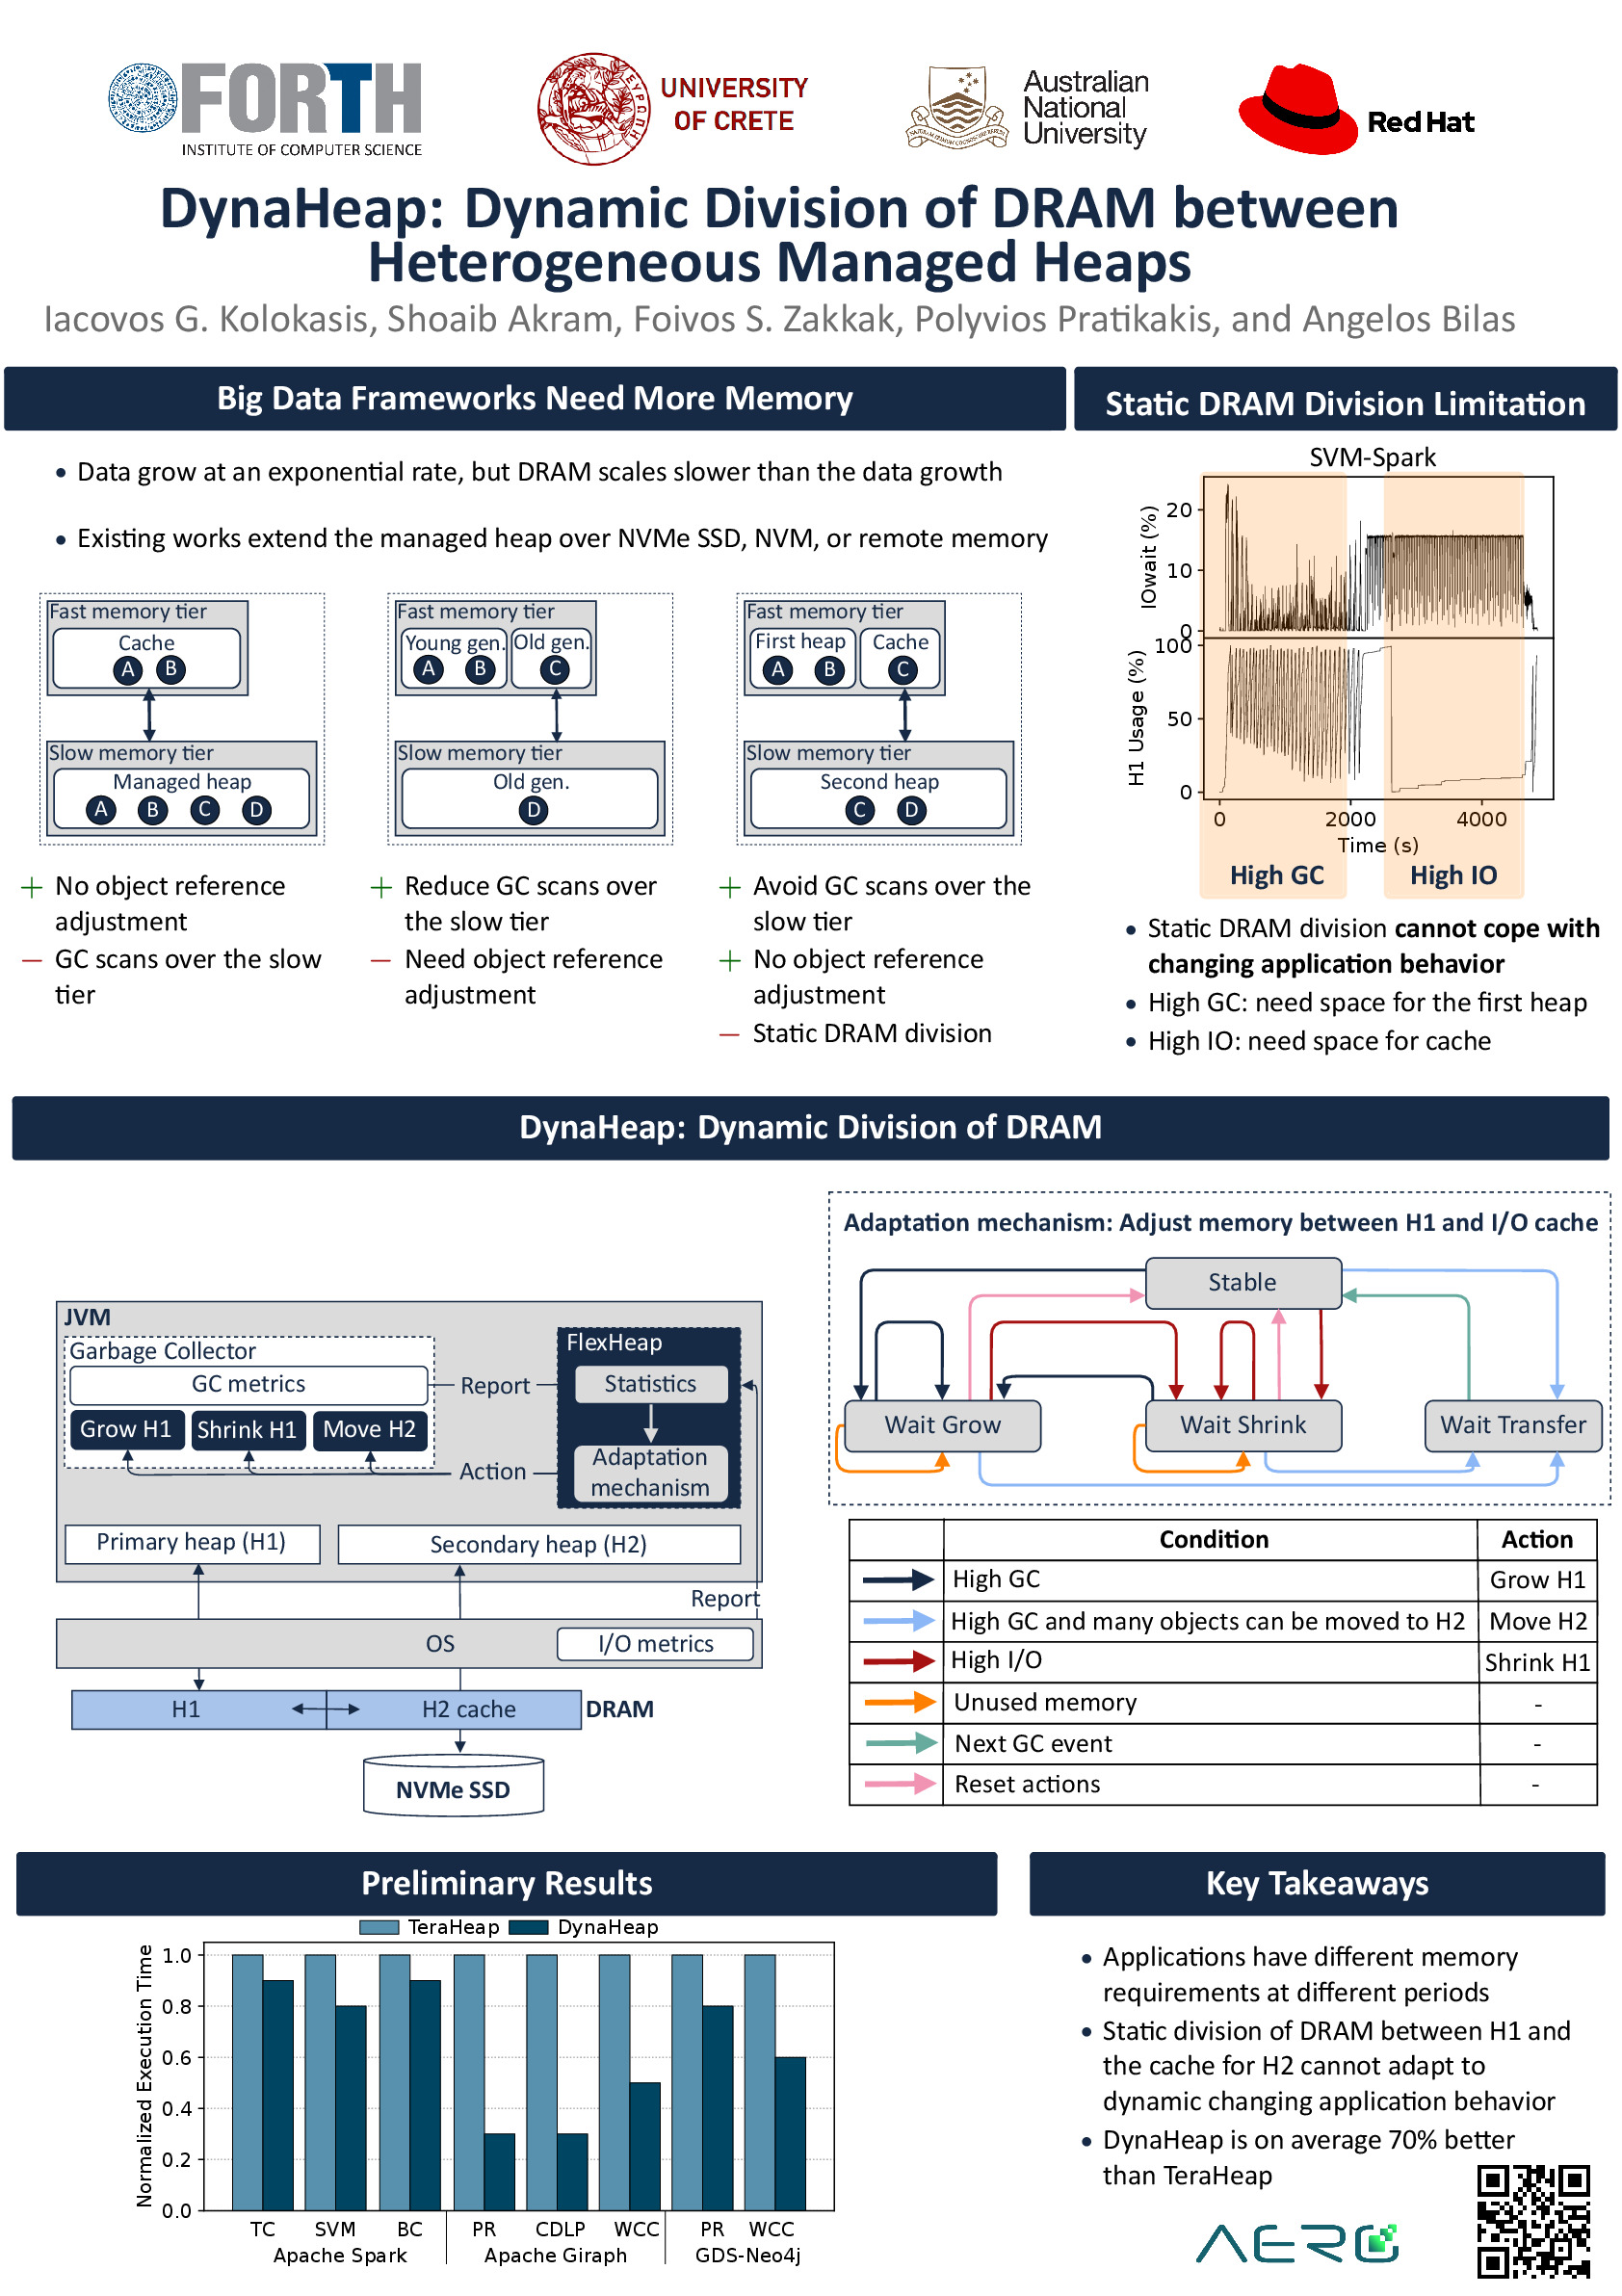 FORTH
INSTITUTE OF COMPUTER SCIENCE
UNIVERSITY
OF CRETE
Australian
National
University
Red Hat
DynaHeap: Dynamic Division of DRAM between
Heterogeneous Managed Heaps
Iacovos G. Kolokasis, Shoaib Akram, Foivos S. Zakkak, Polyvios Pratikakis, and Angelos Bilas
Big Data Frameworks Need More Memory
• Data grow at an exponential rate, but DRAM scales slower than the data growth
• Existing works extend the managed heap over NVMe SSD, NVM, or remote memory
Fast memory tier
Cache
A B
Slow memory tier
Managed heap
A B C D
+ No object reference
adjustment
− GC scans over the slow
tier
Fast memory tier
Young gen. Old gen.
A B C
Slow memory tier
Old gen.
D
+ Reduce GC scans over
the slow tier
− Need object reference
adjustment
Fast memory tier
First heap Cache
A B C
Slow memory tier
Second heap
C D
+ Avoid GC scans over the
slow tier
+ No object reference
adjustment
− Static DRAM division
Static DRAM Division Limitation
SVM-Spark
IOwait (%)
20
10
0
H1 Usage (%)
100
50
0
0 2000 4000
Time (s)
High GC High IO
• Static DRAM division cannot cope with
changing application behavior
• High GC: need space for the first heap
• High IO: need space for cache
DynaHeap: Dynamic Division of DRAM
JVM
Garbage Collector
GC metrics
Grow H1 Shrink H1 Move H2
Report
Action
FlexHeap
Statistics
Adaptation
mechanism
Primary heap (H1)
Secondary heap (H2)
Report
OS
I/O metrics
H1 H2 cache DRAM
NVMe SSD
Adaptation mechanism: Adjust memory between H1 and I/O cache
Stable
Wait Grow Wait Shrink Wait Transfer
Condition Action
High GC Grow H1
High GC and many objects can be moved to H2 Move H2
High I/O Shrink H1
Unused memory -
Next GC event -
Reset actions -
Preliminary Results
TeraHeap DynaHeap
Normalized Execution Time
1.0
0.8
0.6
0.4
0.2
0.0
TC SVM BC PR CDLP WCC PR WCC
Apache Spark Apache Giraph GDS-Neo4j
Key Takeaways
• Applications have different memory
requirements at different periods
• Static division of DRAM between H1 and
the cache for H2 cannot adapt to
dynamic changing application behavior
• DynaHeap is on average 70% better
than TeraHeap
AERO